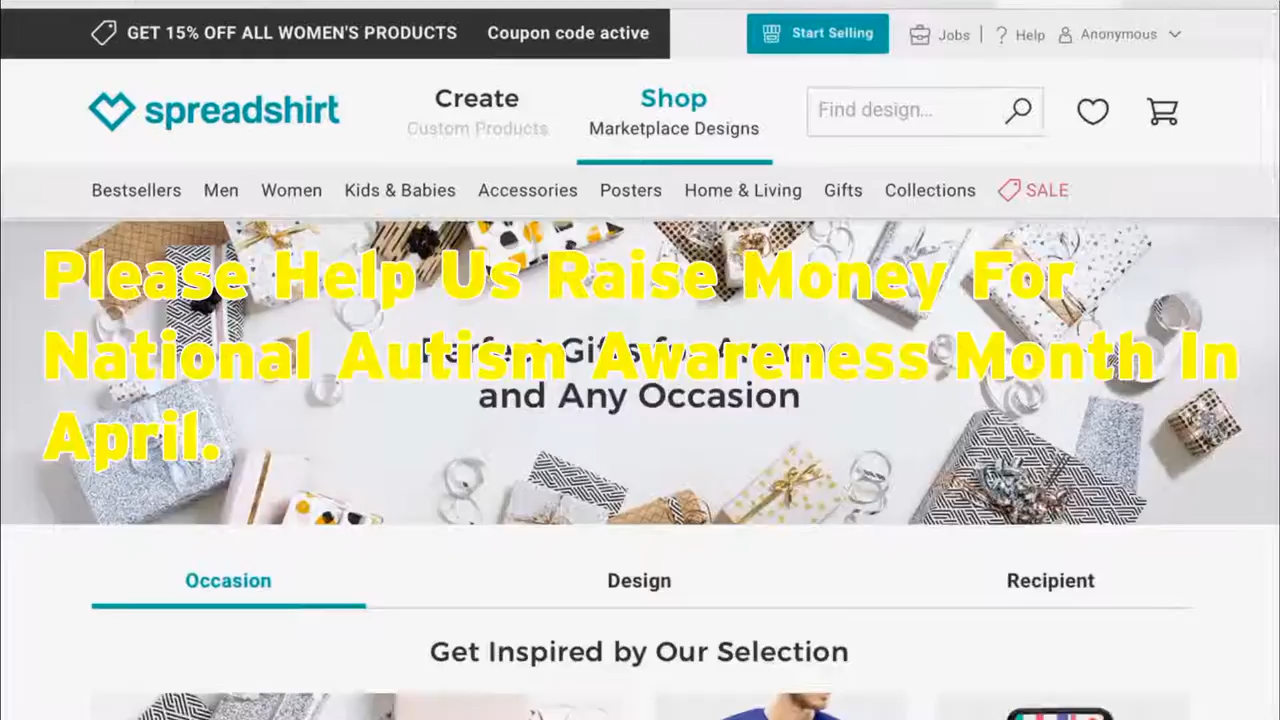 GET 15% OFF ALL WOMEN'S PRODUCTS Coupon code active
Start Selling
Jobs
Help
Anonymous
spreadshirt
Create
Custom Products
Shop
Marketplace Designs
Find design...
Bestsellers Men Women Kids & Babies Accessories Posters Home & Living Gifts Collections SALE
Please Help Us Raise Money For
National Autism Awareness Month In
April.
Perfect Gifts for
and Any Occasion
Occasion Design Recipient
Get Inspired by Our Selection